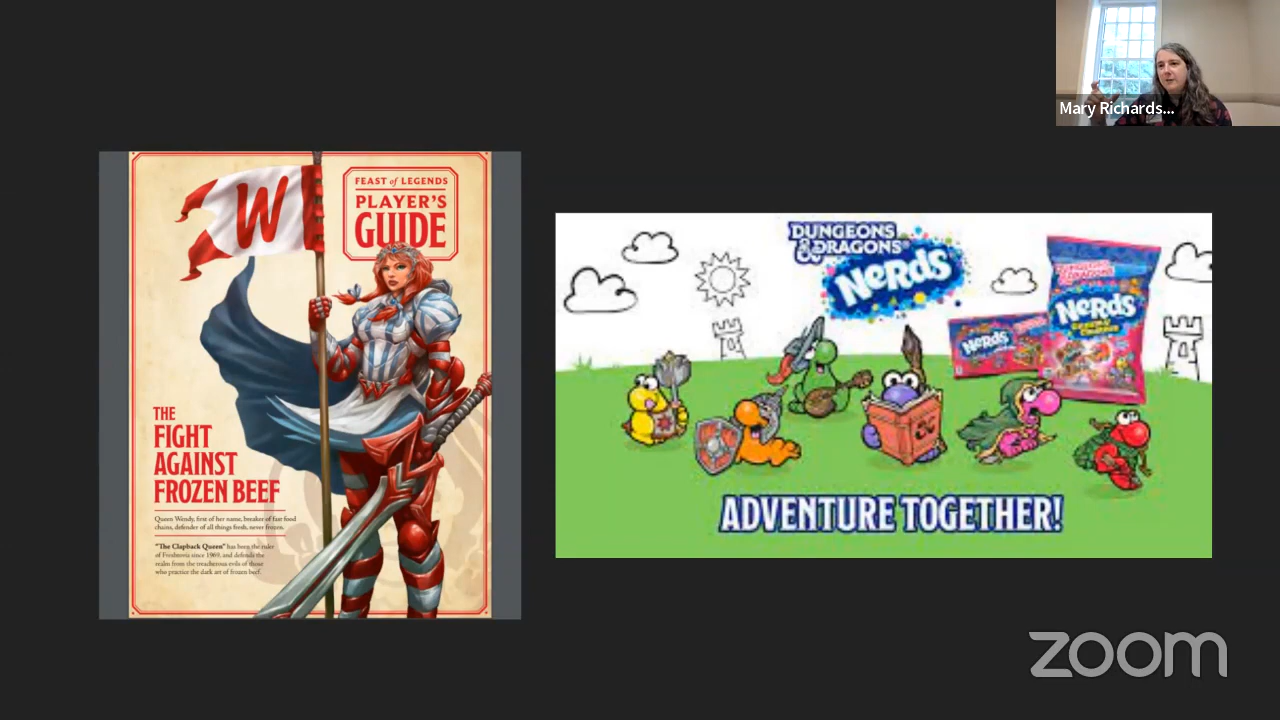 Mary Richards...
W
FEAST of LEGENDS
PLAYER'S
GUIDE
THE
FIGHT
AGAINST
FROZEN BEEF
Queen Wendy, first of her name, breaker of fast food
chains, defender of all things fresh, never frozen.
"The Clapback Queen" has been the ruler
of Freshtovia since 1969, and defends the
realm from the treacherous evils of those
who practice the dark art of frozen beef.
W
DUNGEONS
& DRAGONS®
NERDS
DUNGEONS
& DRAGONS
NERDS
NERDS
ADVENTURE TOGETHER!
zoom